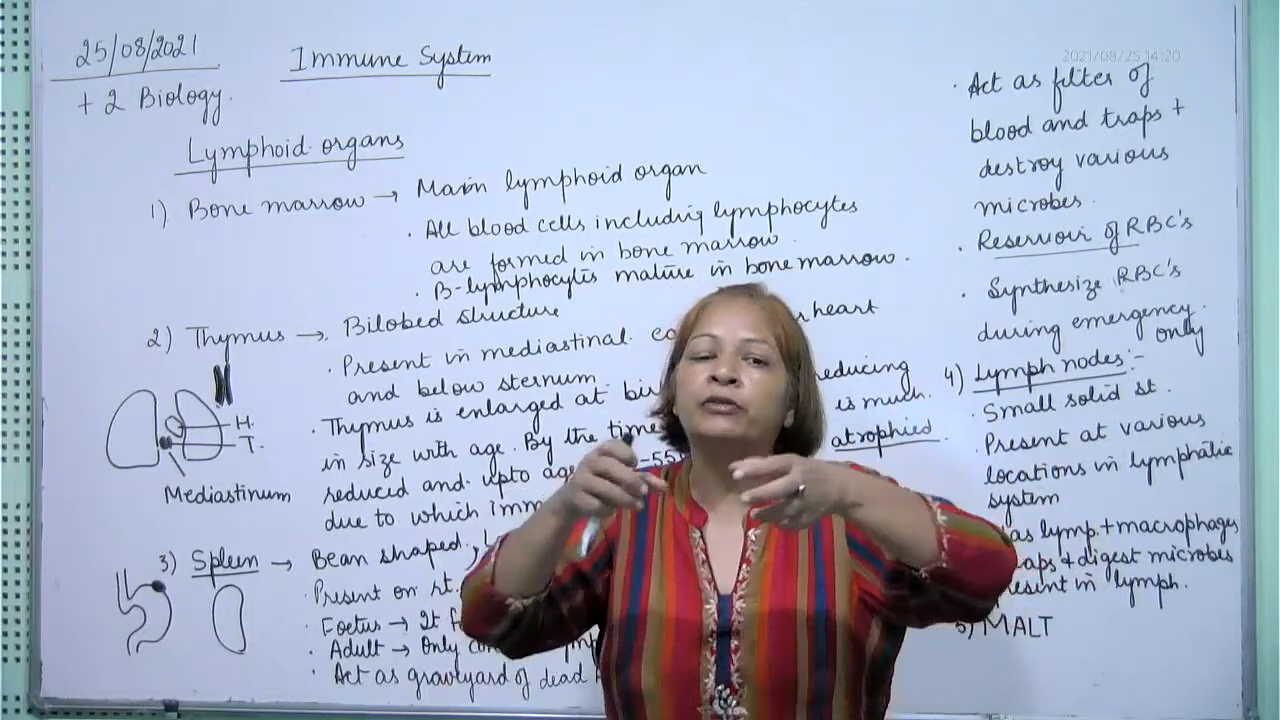 25/08/2021
+ 2 Biology.
Immune System
Lymphoid organs
1) Bone marrow → Main lymphoid organ
. All blood cells including lymphocytes
are formed in bone marrow.
. B-lymphocytes mature in bone marrow.
2) Thymus → . Bilobed structure
. Present in mediastinal heart
and below sternum.
. Thymus is enlarged at reducing
in size with age. By the time is much
reduced and upto age -55 atrophied.
due to which
H.
T.
Mediastinum
3) Spleen → Bean shaped,
. Present on rt.
. Foetus → It
. Adult → Only
. Act as graveyard of dead
2021/08/25 14:20
. Act as filter of
blood and traps +
destroy various
microbes.
. Reservoir of RBC's
. Synthesize RBC's
during emergency.
only
4) Lymph nodes:-
. Small solid st.
. Present at various
locations in lymphatic
system
as lymp. + macrophages
+ digest microbes
present in lymph.
5) MALT